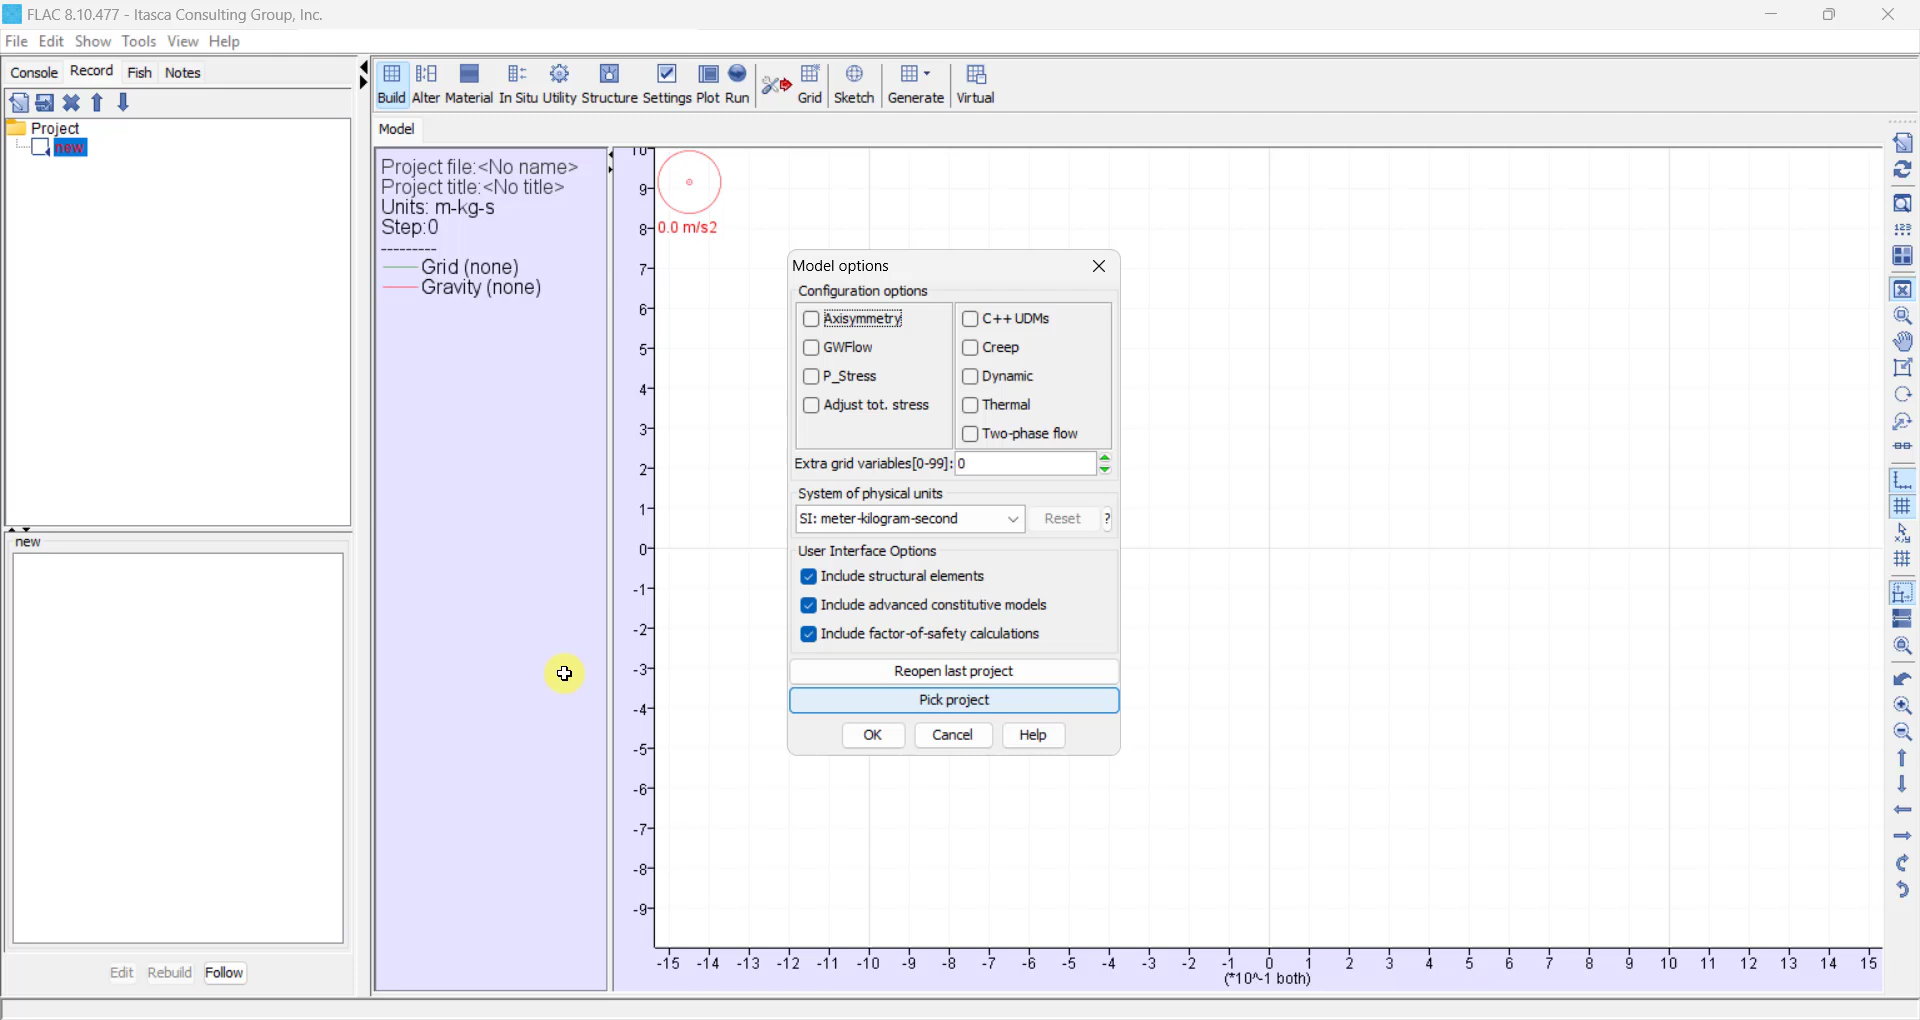 FLAC 8.10.477 - Itasca Consulting Group, Inc.
File Edit Show Tools View Help
Console Record Fish Notes
Project
new
new
Edit Rebuild Follow
Build Alter Material In Situ Utility Structure Settings Plot Run Grid Sketch Generate Virtual
Model
Project file:<No name>
Project title:<No title>
Units: m-kg-s
Step:0
---------
Grid (none)
Gravity (none)
0.0 m/s2
10
9
8
7
6
5
4
3
2
1
0
-1
-2
-3
-4
-5
-6
-7
-8
-9
-15 -14 -13 -12 -11 -10 -9 -8 -7 -6 -5 -4 -3 -2 -1 0 1 2 3 4 5 6 7 8 9 10 11 12 13 14 15
(*10^-1 both)
Model options
Configuration options
Axisymmetry
GWFlow
P_Stress
Adjust tot. stress
C++ UDMs
Creep
Dynamic
Thermal
Two-phase flow
Extra grid variables[0-99]: 0
System of physical units
SI: meter-kilogram-second Reset ?
User Interface Options
Include structural elements
Include advanced constitutive models
Include factor-of-safety calculations
Reopen last project
Pick project
OK Cancel Help
123